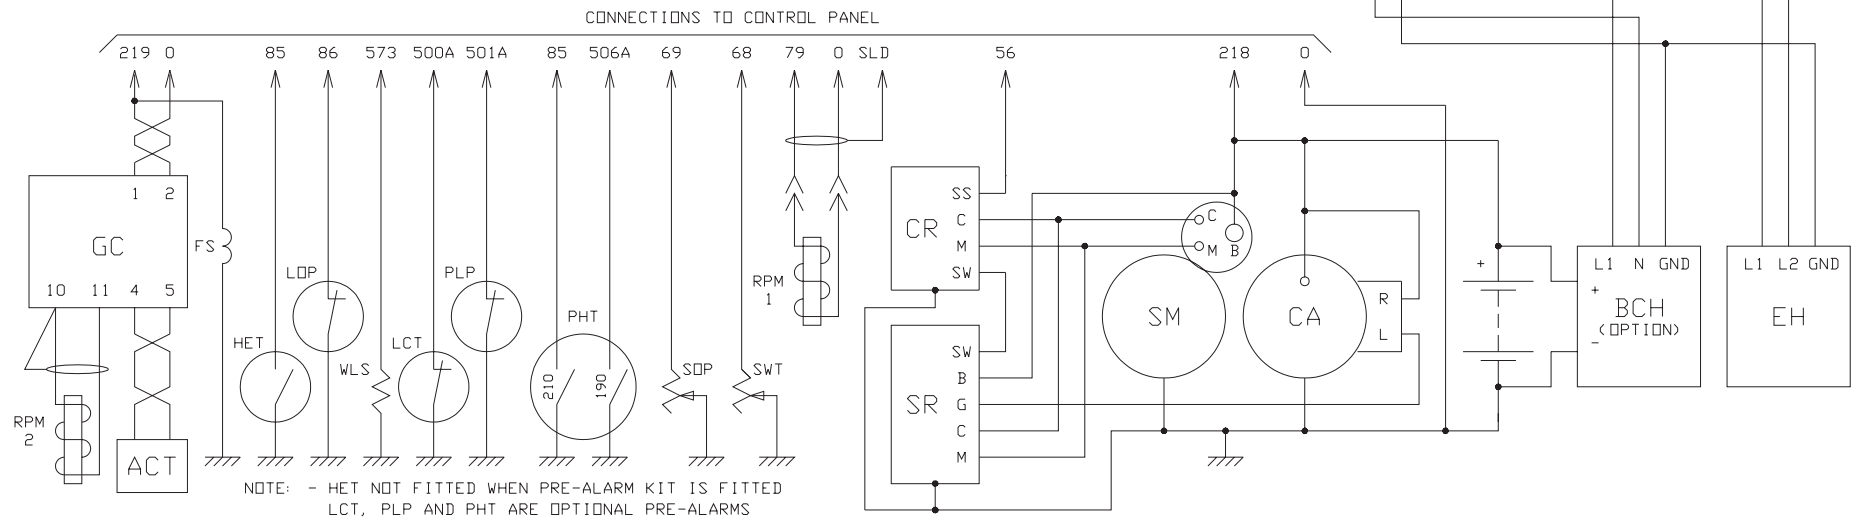 CONNECTIONS TO CONTROL PANEL
219 0 85 86 573 500A 501A 85 506A 69 68 79 0 SLD 56 218 0
1 2
GC
10 11 4 5
FS
RPM
2
ACT
HET
LOP
WLS
LCT
PLP
PHT
210
190
SOP
SWT
RPM
1
CR
SS
C
M
SW
SR
SW
B
G
C
M
C
M B
SM
CA
R
L
+
L1 N GND
+
BCH
(OPTION)
-
L1 L2 GND
EH
NOTE: - HET NOT FITTED WHEN PRE-ALARM KIT IS FITTED
LCT, PLP AND PHT ARE OPTIONAL PRE-ALARMS